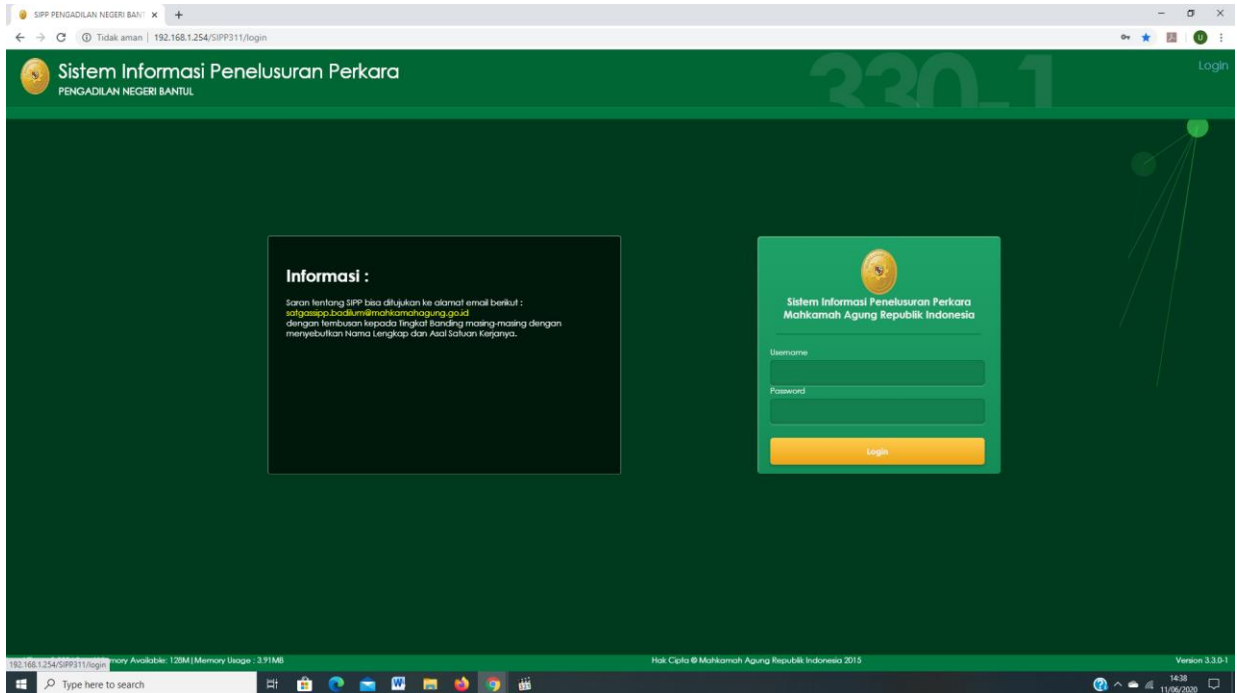 SIPP PENGADILAN NEGERI BANT
Tidak aman | 192.168.1.254/SIPP311/login
U
Sistem Informasi Penelusuran Perkara
PENGADILAN NEGERI BANTUL
330-1
Login
Informasi :
Saran tentang SIPP bisa ditujukan ke alamat email berikut :
satgassipp.badilum@mahkamahagung.go.id
dengan tembusan kepada Tingkat Banding masing-masing dengan
menyebutkan Nama Lengkap dan Asal Satuan Kerjanya.
Sistem Informasi Penelusuran Perkara
Mahkamah Agung Republik Indonesia
Username
Password
Login
192.168.1.254/SIPP311/login
Available: 128M | Memory Usage : 3.91MB
Hak Cipta @ Mahkamah Agung Republik Indonesia 2015
Version 3.3.0-1
Type here to search
14:38
11/06/2020